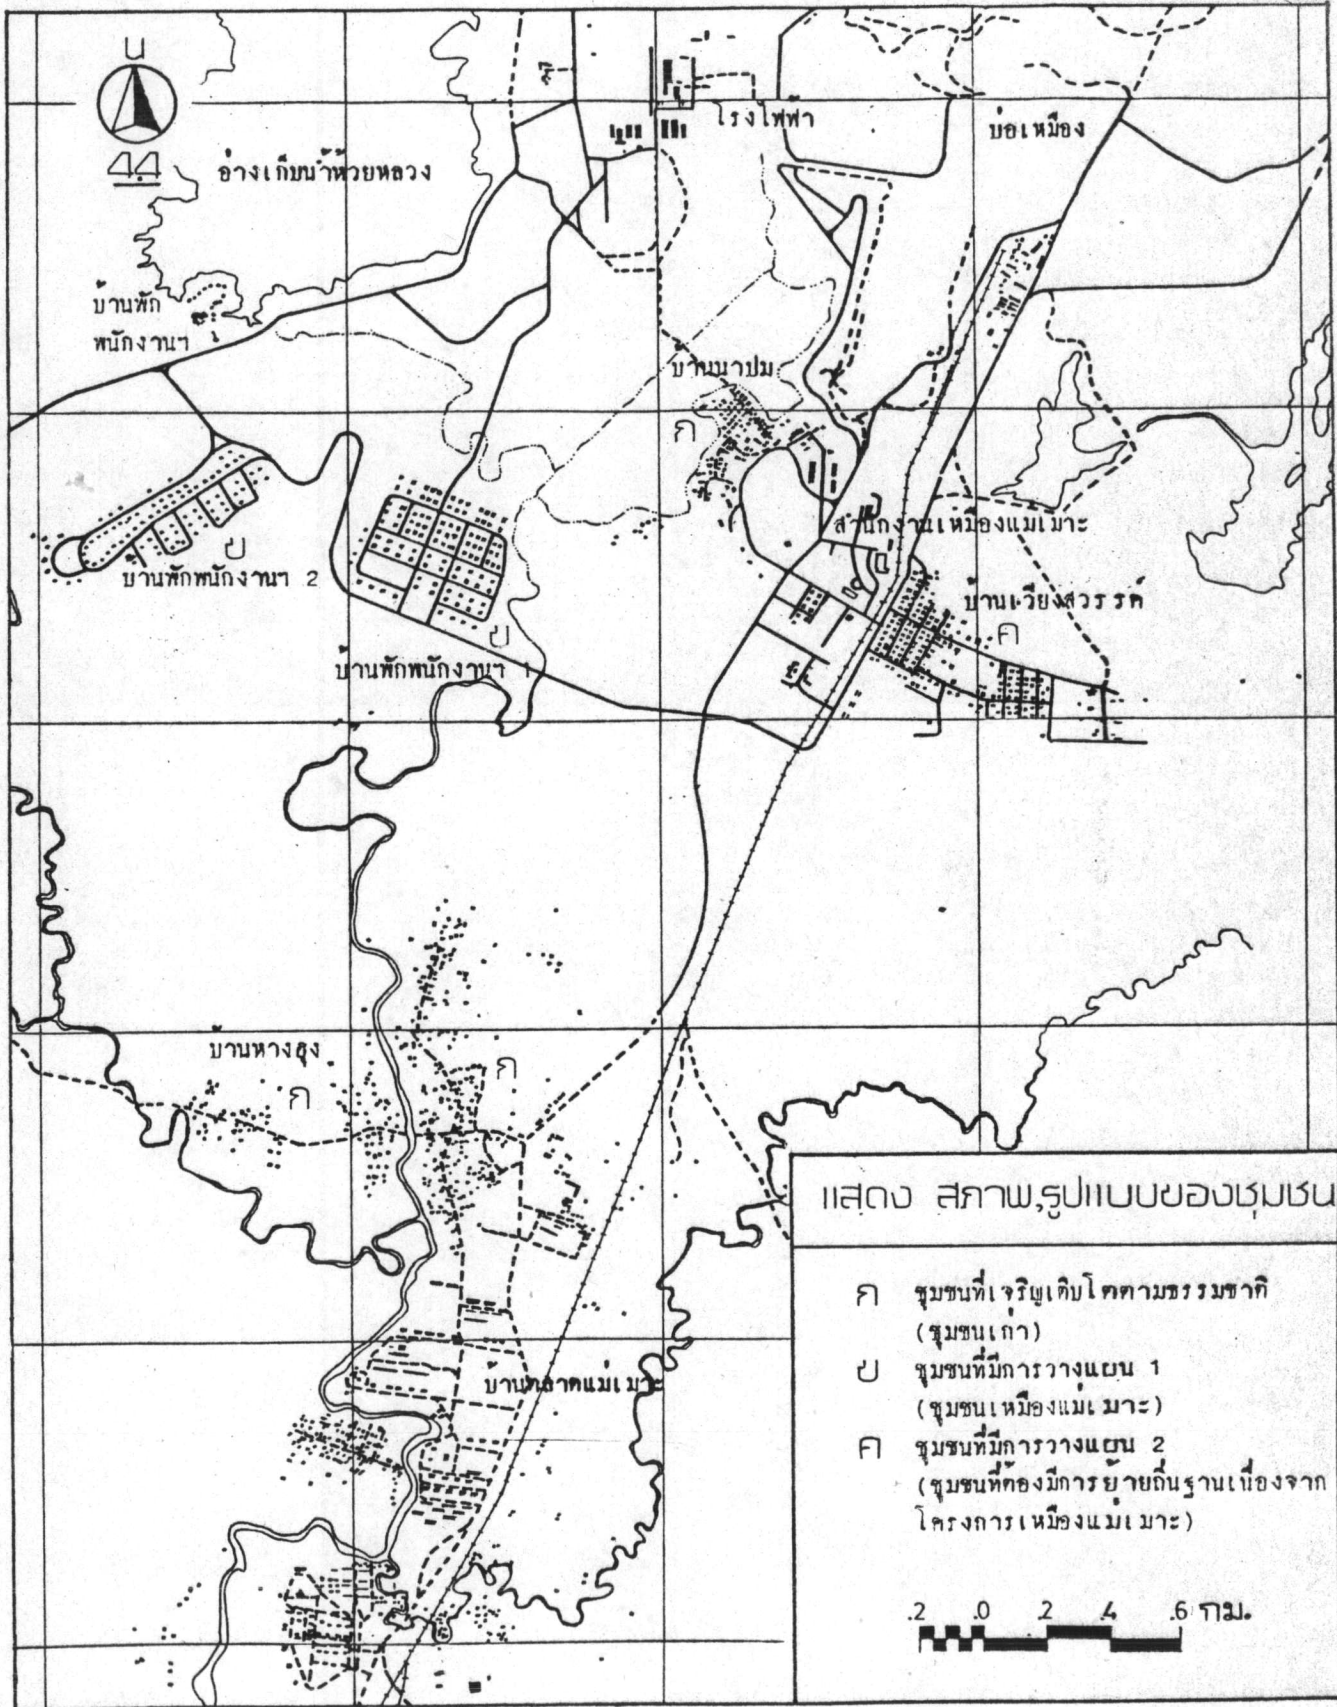 น
44
อ่างเก็บน้ำห้วยหลวง
โรงไฟฟ้า
บ่อเหมือง
บ้านพัก
พนักงานฯ
บ้านนาปม
ก
สำนักงานเหมืองแม่เมาะ
บ้านพักพนักงานฯ 2
ข
บ้านเวียงสวรรค์
ค
ข
บ้านพักพนักงานฯ 1
บ้านหางฮุง
ก
ก
บ้านตลาดแม่เมาะ
แสดง สภาพ,รูปแบบของชุมชน
ก ชุมชนที่เจริญเติบโตตามธรรมชาติ
(ชุมชนเก่า)
ข ชุมชนที่มีการวางแผน 1
(ชุมชนเหมืองแม่เมาะ)
ค ชุมชนที่มีการวางแผน 2
(ชุมชนที่ต้องมีการย้ายถิ่นฐานเนื่องจาก
โครงการเหมืองแม่เมาะ)
.2 .0 .2 .4 .6 กม.